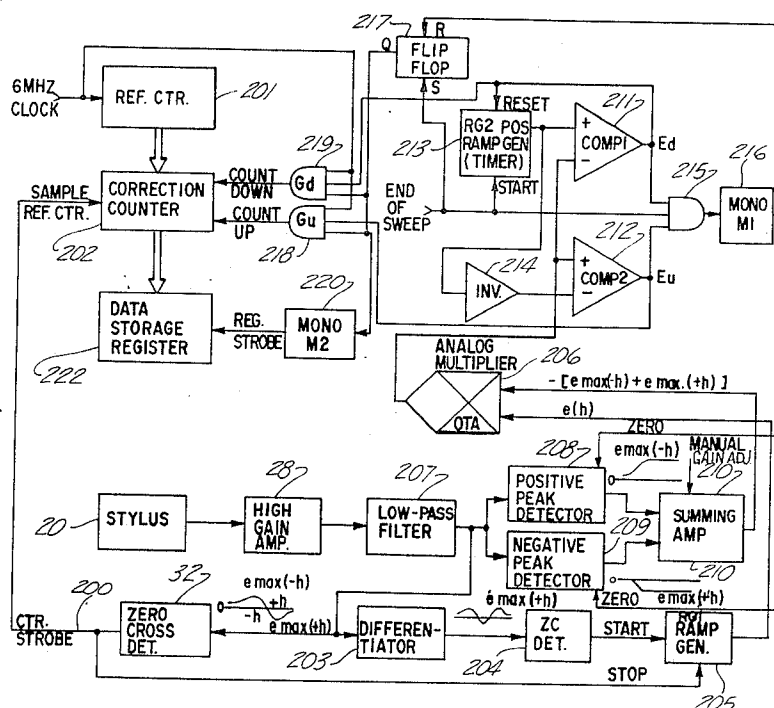 217
R
Q
FLIP
FLOP
S
6MHZ
CLOCK
REF. CTR.
201
RESET
RG2 POS
RAMP GEN
(TIMER)
213
START
211
+
COMP1
-
Ed
219
COUNT
DOWN
Gd
SAMPLE
REF. CTR.
CORRECTION
COUNTER
202
COUNT
UP
Gu
218
END
OF
SWEEP
215
216
MONO
M1
212
+
COMP2
-
Eu
214
INV.
220
DATA
STORAGE
REGISTER
222
REG.
STROBE
MONO
M2
ANALOG
MULTIPLIER
206
OTA
- [e max(-h) + e max.(+h) ]
e(h)
ZERO
MANUAL
GAIN ADJ
208
e max(-h)
210
28
207
20
STYLUS
HIGH
GAIN
AMP.
LOW-PASS
FILTER
POSITIVE
PEAK
DETECTOR
209
NEGATIVE
PEAK
DETECTOR
SUMMING
AMP
210
ZERO
e max(+h)
200
32
e max(-h)
+h
-h
e max(+h)
CTR.
STROBE
ZERO
CROSS
DET.
DIFFEREN-
TIATOR
203
ė max(+h)
ZC
DET.
204
START
RG1
RAMP
GEN.
205
STOP